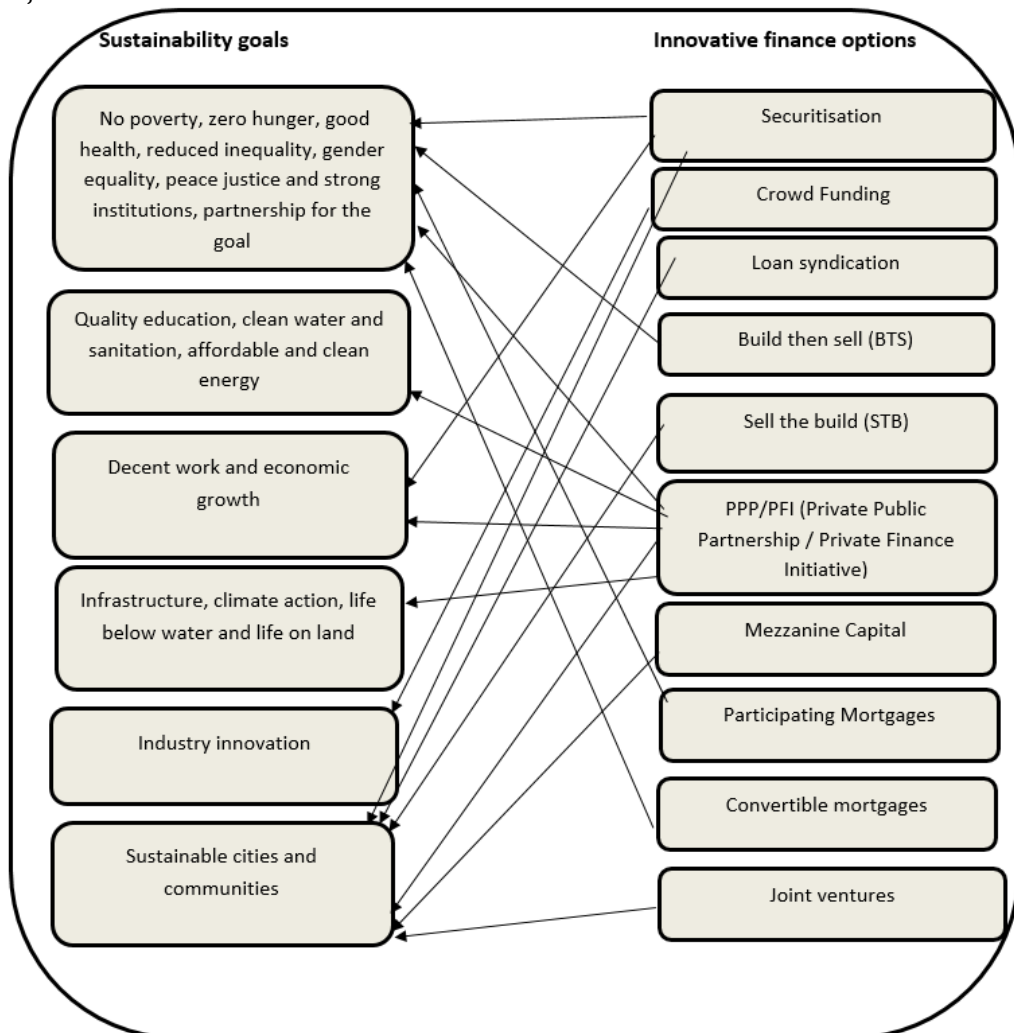 Sustainability goals
No poverty, zero hunger, good
health, reduced inequality, gender
equality, peace justice and strong
institutions, partnership for the
goal
Quality education, clean water and
sanitation, affordable and clean
energy
Decent work and economic
growth
Infrastructure, climate action, life
below water and life on land
Industry innovation
Sustainable cities and
communities
Innovative finance options
Securitisation
Crowd Funding
Loan syndication
Build then sell (BTS)
Sell the build (STB)
PPP/PFI (Private Public
Partnership / Private Finance
Initiative)
Mezzanine Capital
Participating Mortgages
Convertible mortgages
Joint ventures